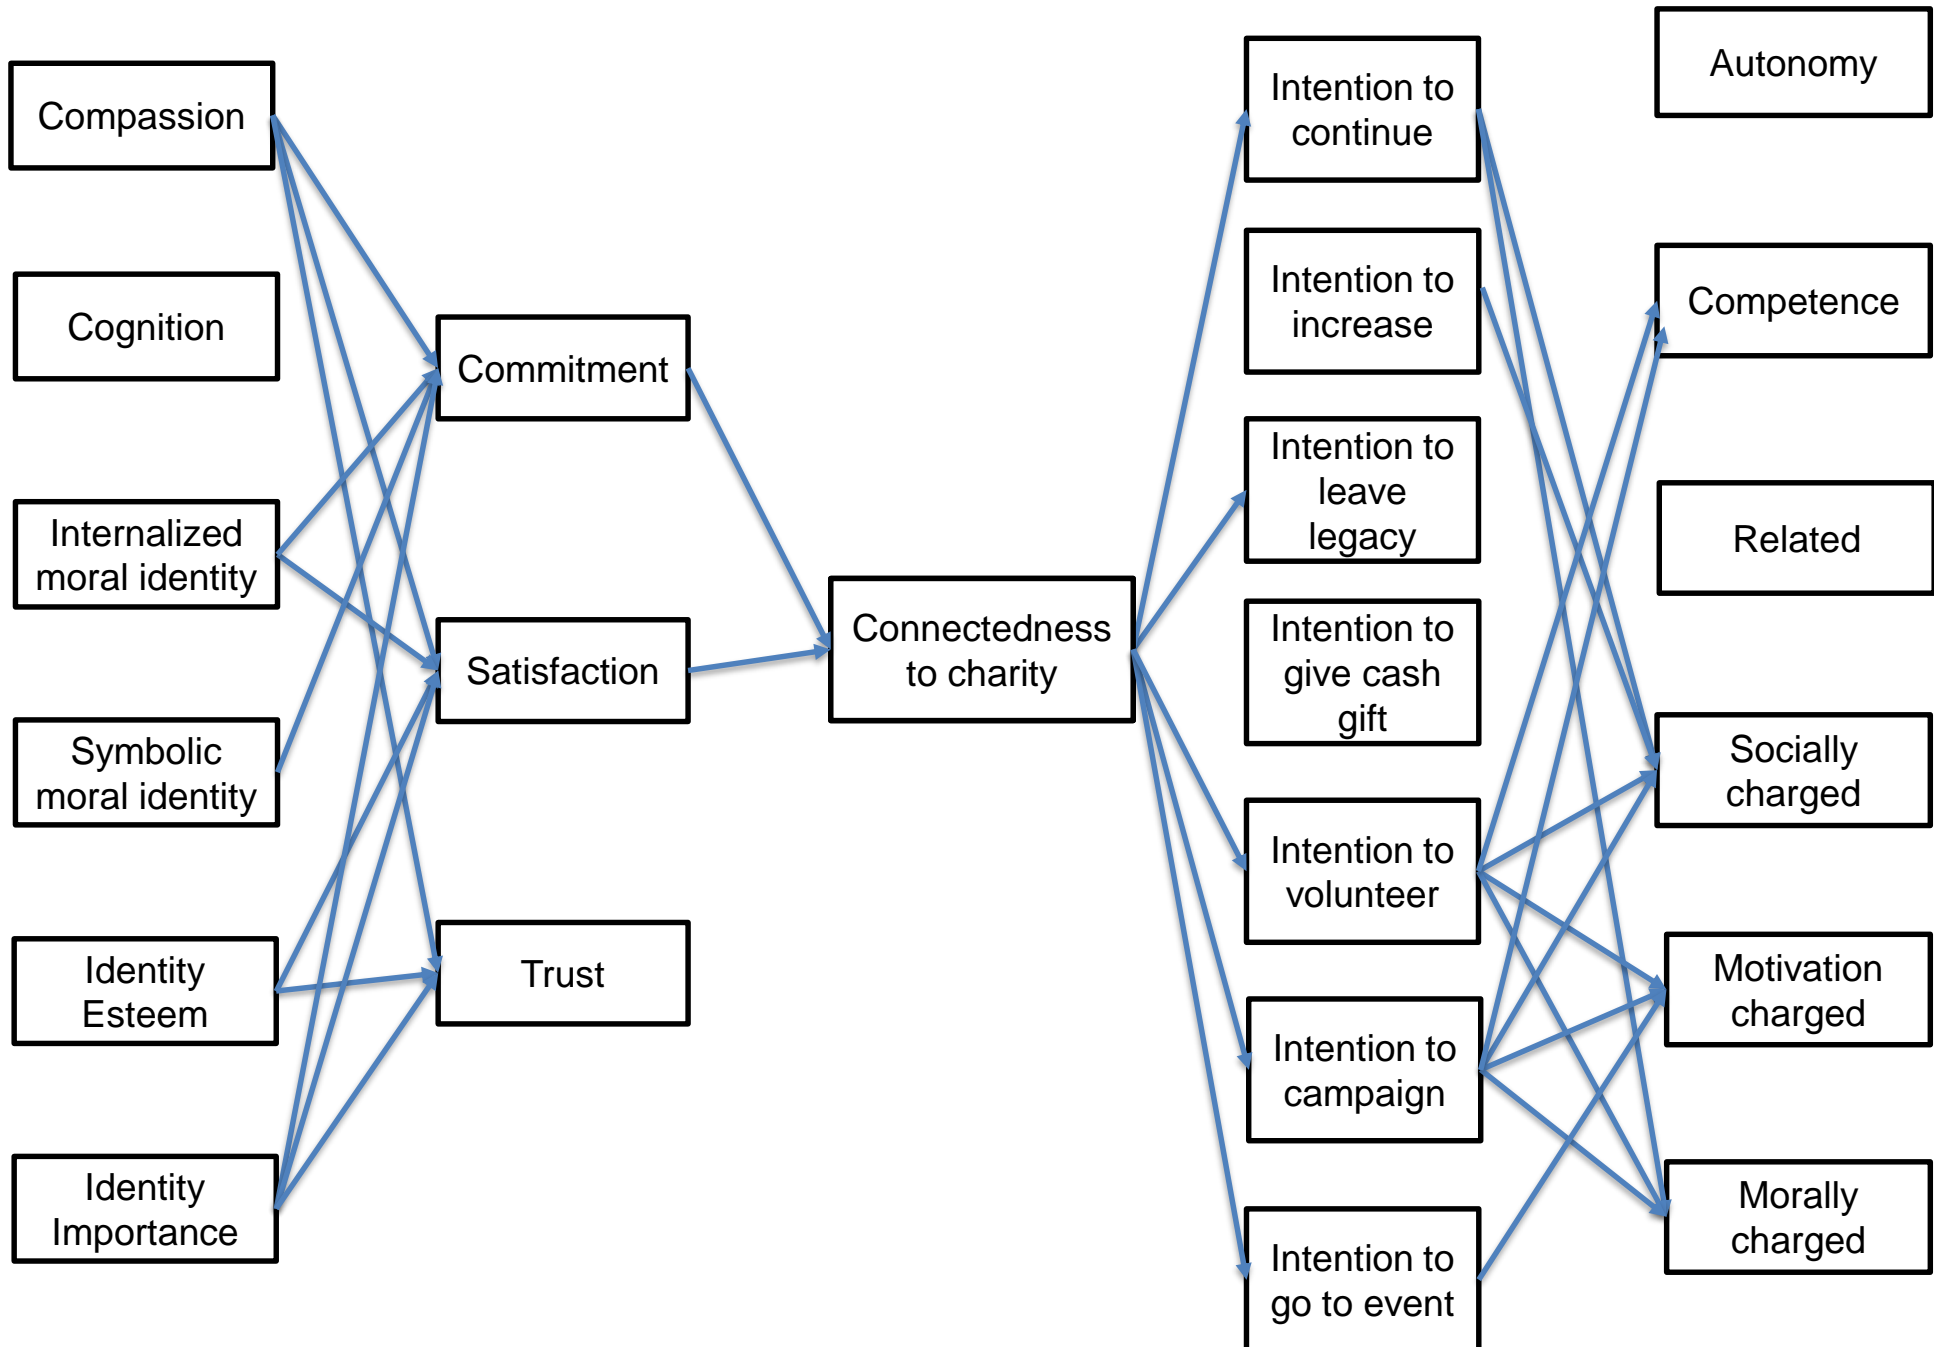 Compassion
Cognition
Internalized
moral identity
Symbolic
moral identity
Identity
Esteem
Identity
Importance
Commitment
Satisfaction
Trust
Connectedness
to charity
Intention to
continue
Intention to
increase
Intention to
leave
legacy
Intention to
give cash
gift
Intention to
volunteer
Intention to
campaign
Intention to
go to event
Autonomy
Competence
Related
Socially
charged
Motivation
charged
Morally
charged